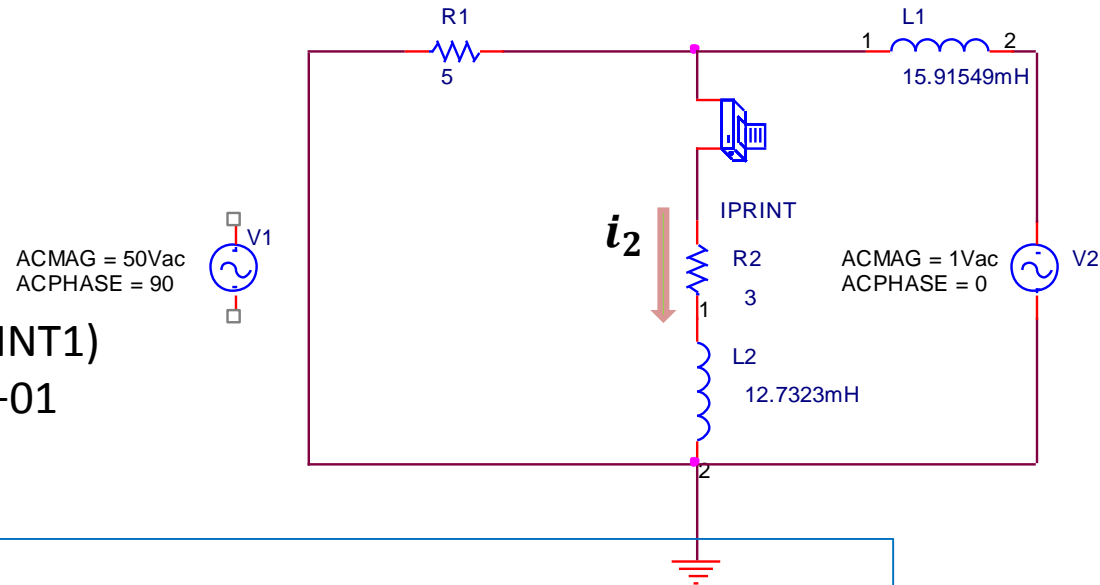 R1
5
L1
1
2
15.91549mH
IPRINT
i₂
R2
3
1
V1
ACMAG = 50Vac
ACPHASE = 90
ACMAG = 1Vac
ACPHASE = 0
V2
INT1)
-01
L2
12.7323mH
2